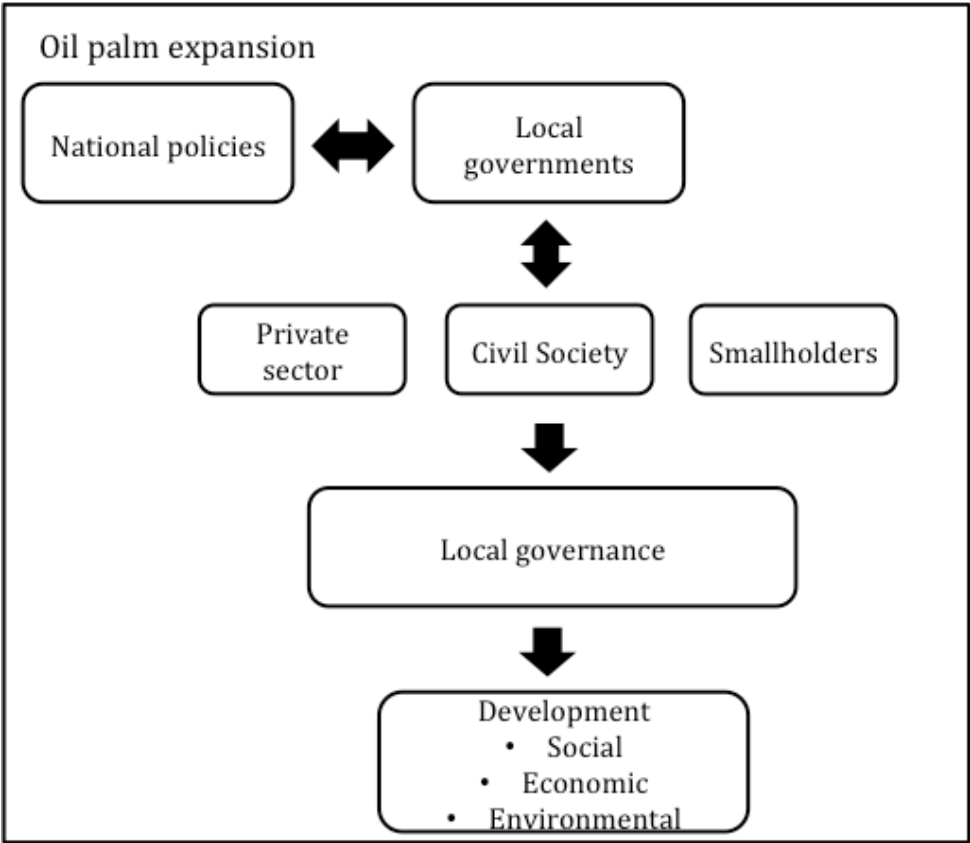 Oil palm expansion
National policies
Local
governments
Private
sector
Civil Society
Smallholders
Local governance
Development
• Social
• Economic
• Environmental